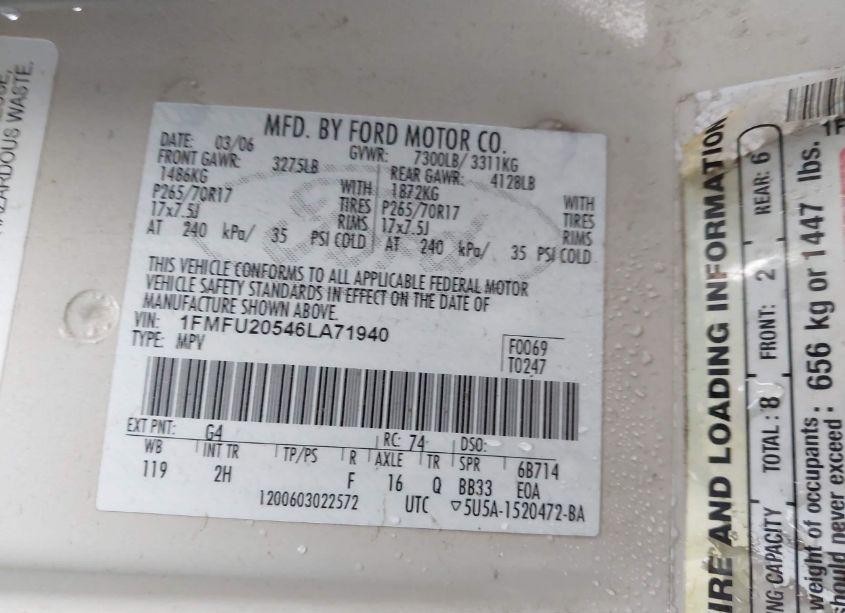 HAZARDOUS WASTE.
MFD. BY FORD MOTOR CO.
DATE: 03/06 GVWR: 7300LB/ 3311KG
FRONT GAWR: 3275LB REAR GAWR: 4128LB
1486KG WITH 1872KG WITH
P265/70R17 TIRES P265/70R17 TIRES
17x7.5J RIMS 17x7.5J RIMS
AT 240 kPa/ 35 PSI COLD AT 240 kPa/ 35 PSI COLD
THIS VEHICLE CONFORMS TO ALL APPLICABLE FEDERAL MOTOR
VEHICLE SAFETY STANDARDS IN EFFECT ON THE DATE OF
MANUFACTURE SHOWN ABOVE.
VIN: 1FMFU20546LA71940
TYPE: MPV
F0069
T0247
EXT PNT: G4 RC: 74 DSO:
WB INT TR TP/PS R AXLE TR SPR 6B714
119 2H F 16 Q BB33 E0A
1200603022572 UTC ▽5U5A-1520472-BA
IRE AND LOADING INFORMATION
NG CAPACITY TOTAL: 8 FRONT: 2 REAR: 6
weight of occupants: 656 kg or 1447 lbs.
should never exceed: